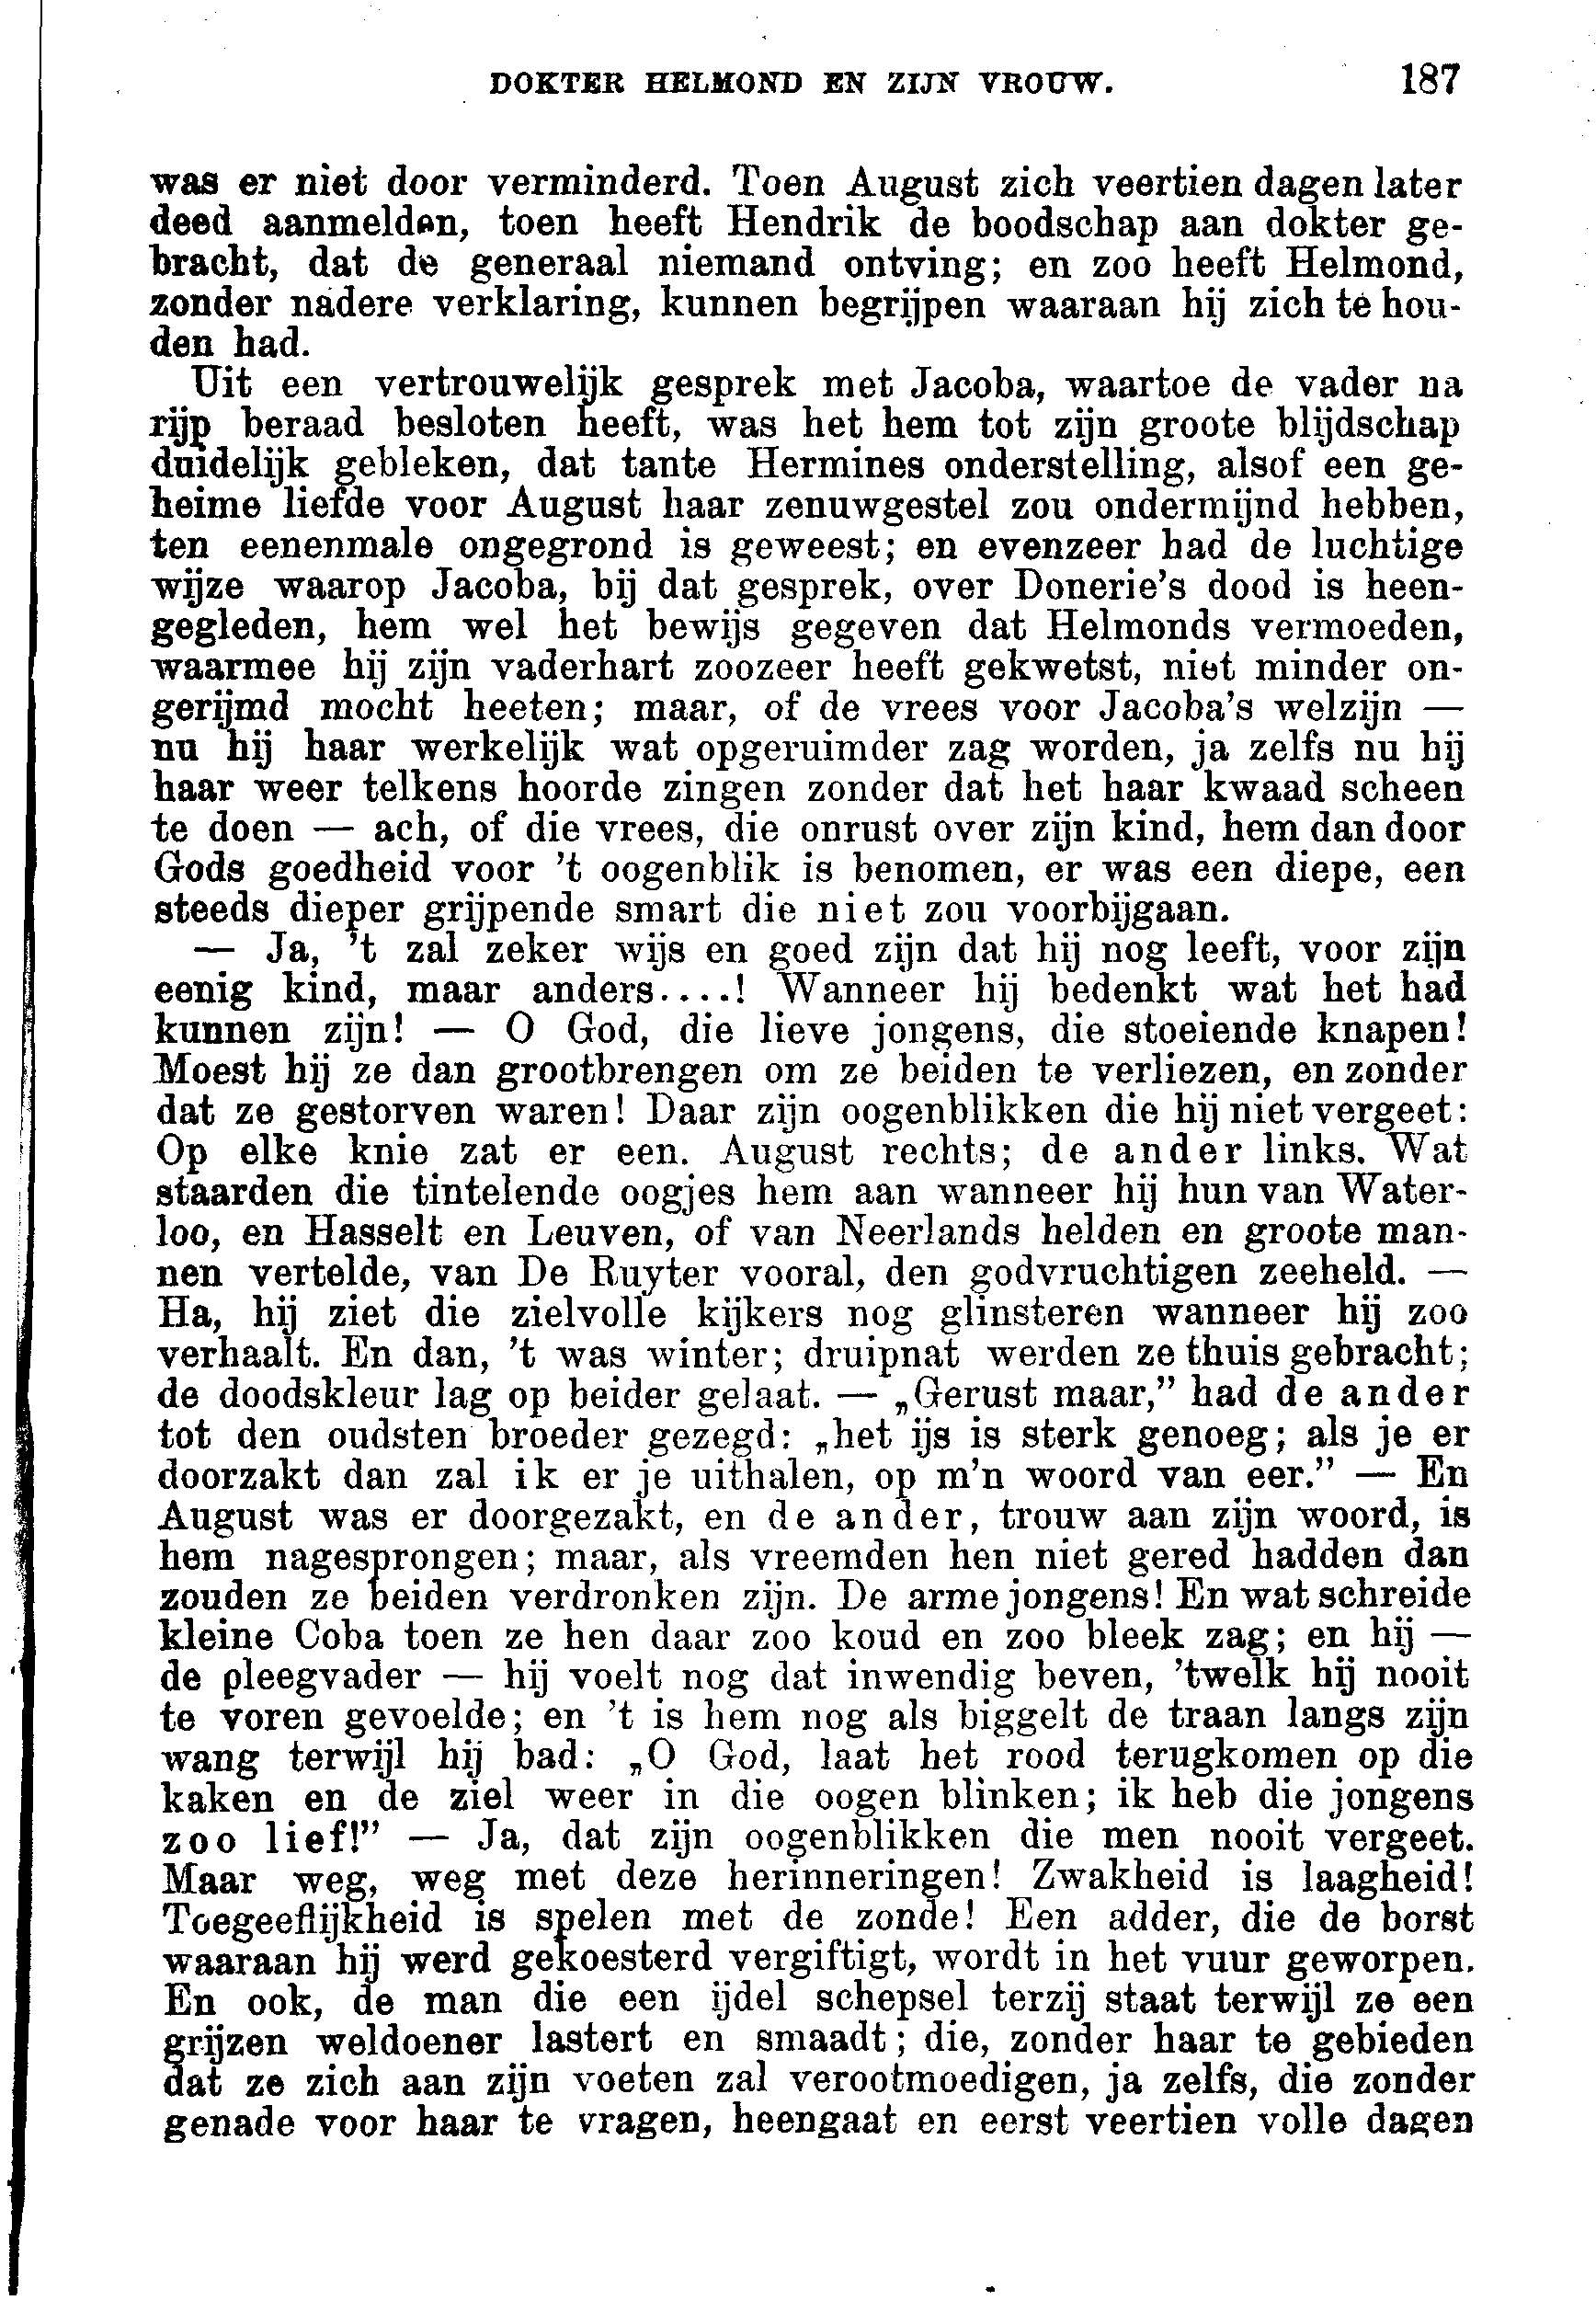 DOKTER HELMOND EN ZIJN VROUW. 187
was er niet door verminderd. Toen August zich veertien dagen later
deed aanmelden, toen heeft Hendrik de boodschap aan dokter ge-
bracht, dat de generaal niemand ontving; en zoo heeft Helmond,
zonder nadere verklaring, kunnen begrijpen waaraan hij zich te hou-
den had.
Uit een vertrouwelijk gesprek met Jacoba, waartoe de vader na
rijp beraad besloten heeft, was het hem tot zijn groote blijdschap
duidelijk gebleken, dat tante Hermines onderstelling, alsof een ge-
heime liefde voor August haar zenuwgestel zou ondermijnd hebben,
ten eenenmale ongegrond is geweest; en evenzeer had de luchtige
wijze waarop Jacoba, bij dat gesprek, over Donerie's dood is heen-
gegleden, hem wel het bewijs gegeven dat Helmonds vermoeden,
waarmee hij zijn vaderhart zoozeer heeft gekwetst, niet minder on-
gerijmd mocht heeten; maar, of de vrees voor Jacoba's welzijn —
nu hij haar werkelijk wat opgeruimder zag worden, ja zelfs nu hij
haar weer telkens hoorde zingen zonder dat het haar kwaad scheen
te doen — ach, of die vrees, die onrust over zijn kind, hem dan door
Gods goedheid voor 't oogenblik is benomen, er was een diepe, een
steeds dieper grijpende smart die niet zou voorbijgaan.
— Ja, 't zal zeker wijs en goed zijn dat hij nog leeft, voor zijn
eenig kind, maar anders....! Wanneer hij bedenkt wat het had
kunnen zijn! — O God, die lieve jongens, die stoeiende knapen!
Moest hij ze dan grootbrengen om ze beiden te verliezen, en zonder
dat ze gestorven waren! Daar zijn oogenblikken die hij niet vergeet:
Op elke knie zat er een. August rechts; de ander links. Wat
staarden die tintelende oogjes hem aan wanneer hij hun van Water-
loo, en Hasselt en Leuven, of van Neerlands helden en groote man-
nen vertelde, van De Ruyter vooral, den godvruchtigen zeeheld. —
Ha, hij ziet die zielvolle kijkers nog glinsteren wanneer hij zoo
verhaalt. En dan, 't was winter; druipnat werden ze thuis gebracht;
de doodskleur lag op beider gelaat. — „Gerust maar,” had de ander
tot den oudsten broeder gezegd: „het ijs is sterk genoeg; als je er
doorzakt dan zal ik er je uithalen, op m'n woord van eer.” — En
August was er doorgezakt, en de ander, trouw aan zijn woord, is
hem nagesprongen; maar, als vreemden hen niet gered hadden dan
zouden ze beiden verdronken zijn. De arme jongens! En wat schreide
kleine Coba toen ze hen daar zoo koud en zoo bleek zag; en hij —
de pleegvader — hij voelt nog dat inwendig beven, 'twelk hij nooit
te voren gevoelde; en 't is hem nog als biggelt de traan langs zijn
wang terwijl hij bad: „O God, laat het rood terugkomen op die
kaken en de ziel weer in die oogen blinken; ik heb die jongens
zoo lief!” — Ja, dat zijn oogenblikken die men nooit vergeet.
Maar weg, weg met deze herinneringen! Zwakheid is laagheid!
Toegeeflijkheid is spelen met de zonde! Een adder, die de borst
waaraan hij werd gekoesterd vergiftigt, wordt in het vuur geworpen.
En ook, de man die een ijdel schepsel terzij staat terwijl ze een
grijzen weldoener lastert en smaadt; die, zonder haar te gebieden
dat ze zich aan zijn voeten zal verootmoedigen, ja zelfs, die zonder
genade voor haar te vragen, heengaat en eerst veertien volle dagen